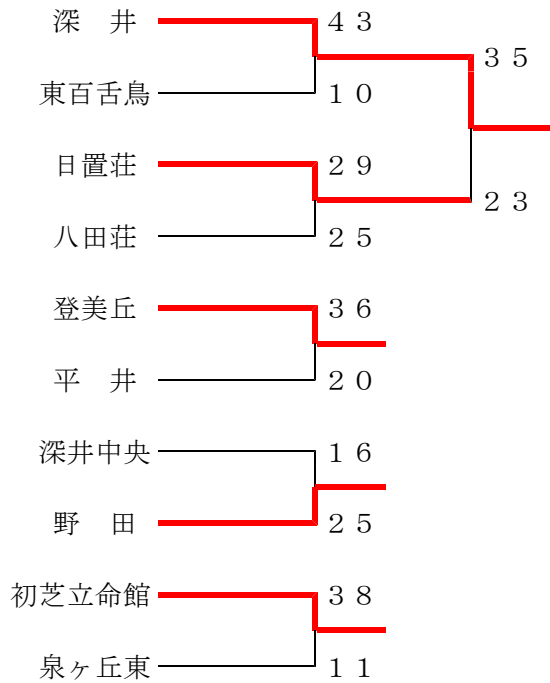 深　井 ４３
３５
東百舌鳥 １０
日置荘 ２９
２３
八田荘 ２５
登美丘 ３６
平　井 ２０
深井中央 １６
野　田 ２５
初芝立命館 ３８
泉ヶ丘東 １１